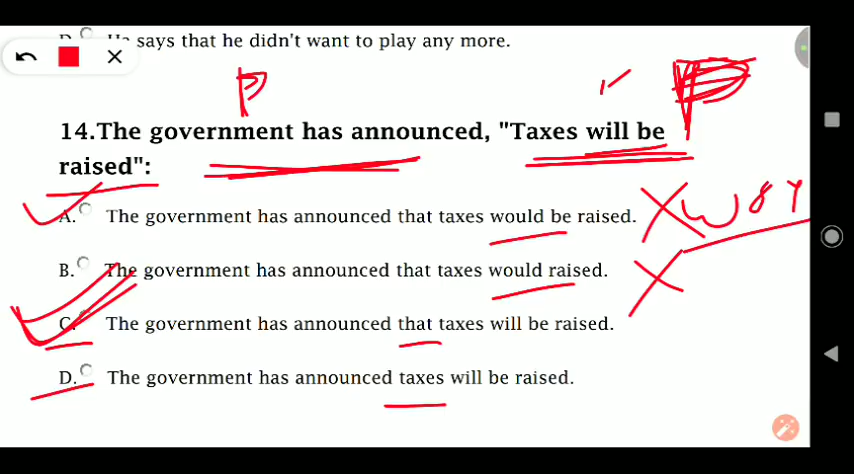 says that he didn't want to play any more.
P
14.The government has announced, "Taxes will be
raised":
A. The government has announced that taxes would be raised.
B. The government has announced that taxes would raised.
C. The government has announced that taxes will be raised.
D. The government has announced taxes will be raised.